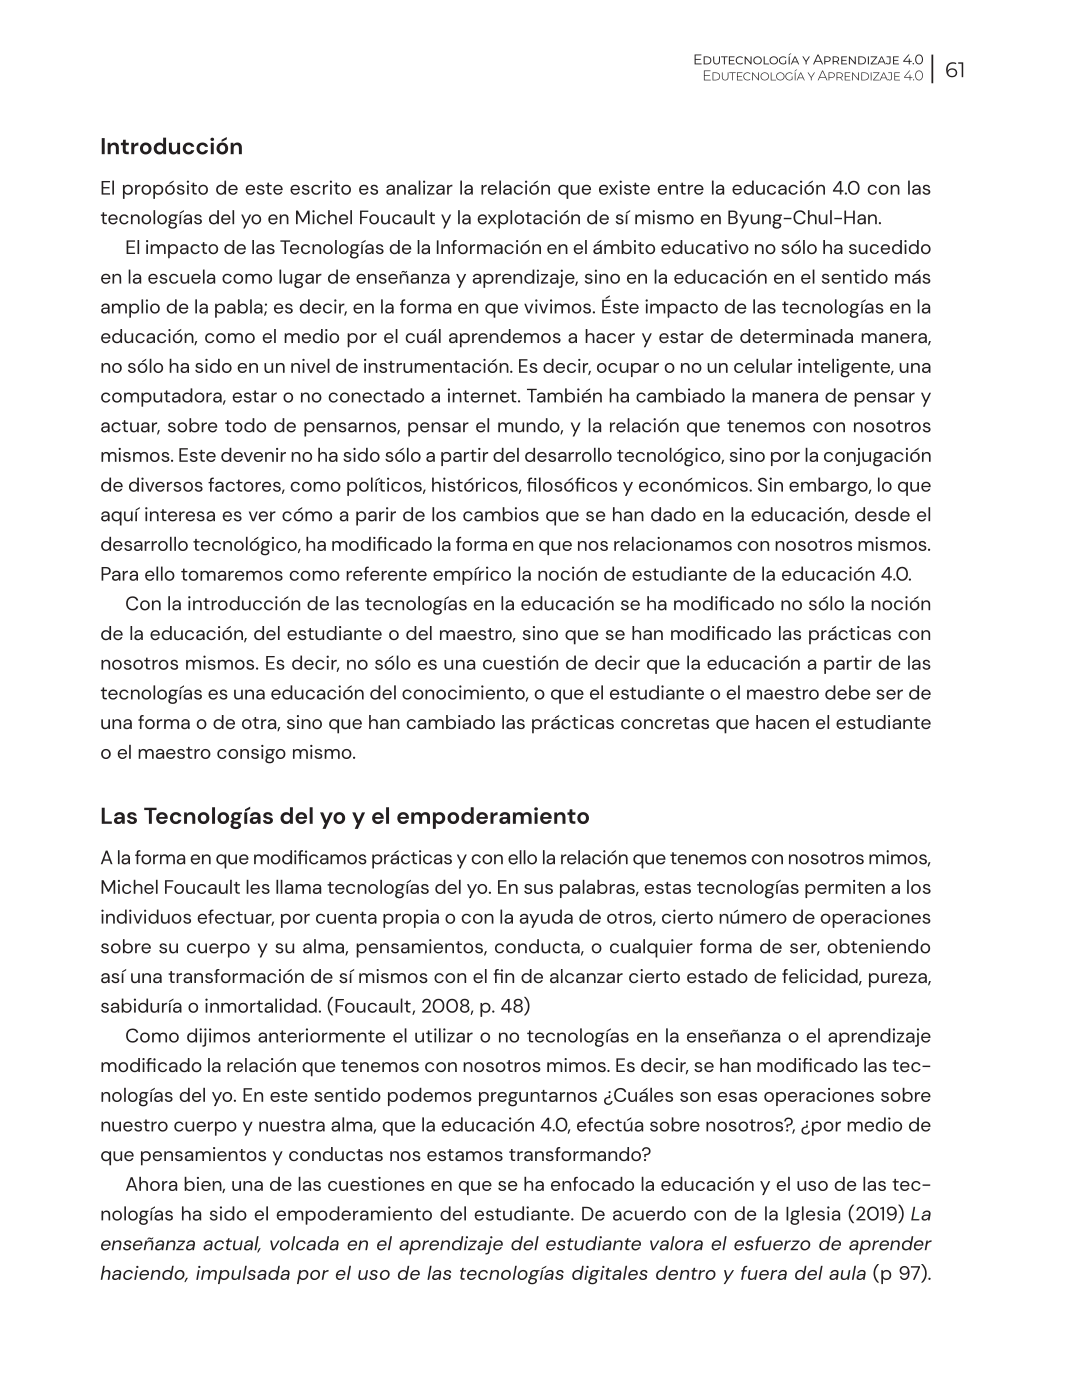 Edutecnología y Aprendizaje 4.0
Edutecnología y Aprendizaje 4.0
61
Introducción
El propósito de este escrito es analizar la relación que existe entre la educación 4.0 con las
tecnologías del yo en Michel Foucault y la explotación de sí mismo en Byung-Chul-Han.
El impacto de las Tecnologías de la Información en el ámbito educativo no sólo ha sucedido
en la escuela como lugar de enseñanza y aprendizaje, sino en la educación en el sentido más
amplio de la pabla; es decir, en la forma en que vivimos. Éste impacto de las tecnologías en la
educación, como el medio por el cuál aprendemos a hacer y estar de determinada manera,
no sólo ha sido en un nivel de instrumentación. Es decir, ocupar o no un celular inteligente, una
computadora, estar o no conectado a internet. También ha cambiado la manera de pensar y
actuar, sobre todo de pensarnos, pensar el mundo, y la relación que tenemos con nosotros
mismos. Este devenir no ha sido sólo a partir del desarrollo tecnológico, sino por la conjugación
de diversos factores, como políticos, históricos, filosóficos y económicos. Sin embargo, lo que
aquí interesa es ver cómo a parir de los cambios que se han dado en la educación, desde el
desarrollo tecnológico, ha modificado la forma en que nos relacionamos con nosotros mismos.
Para ello tomaremos como referente empírico la noción de estudiante de la educación 4.0.
Con la introducción de las tecnologías en la educación se ha modificado no sólo la noción
de la educación, del estudiante o del maestro, sino que se han modificado las prácticas con
nosotros mismos. Es decir, no sólo es una cuestión de decir que la educación a partir de las
tecnologías es una educación del conocimiento, o que el estudiante o el maestro debe ser de
una forma o de otra, sino que han cambiado las prácticas concretas que hacen el estudiante
o el maestro consigo mismo.
Las Tecnologías del yo y el empoderamiento
A la forma en que modificamos prácticas y con ello la relación que tenemos con nosotros mimos,
Michel Foucault les llama tecnologías del yo. En sus palabras, estas tecnologías permiten a los
individuos efectuar, por cuenta propia o con la ayuda de otros, cierto número de operaciones
sobre su cuerpo y su alma, pensamientos, conducta, o cualquier forma de ser, obteniendo
así una transformación de sí mismos con el fin de alcanzar cierto estado de felicidad, pureza,
sabiduría o inmortalidad. (Foucault, 2008, p. 48)
Como dijimos anteriormente el utilizar o no tecnologías en la enseñanza o el aprendizaje
modificado la relación que tenemos con nosotros mimos. Es decir, se han modificado las tec-
nologías del yo. En este sentido podemos preguntarnos ¿Cuáles son esas operaciones sobre
nuestro cuerpo y nuestra alma, que la educación 4.0, efectúa sobre nosotros?, ¿por medio de
que pensamientos y conductas nos estamos transformando?
Ahora bien, una de las cuestiones en que se ha enfocado la educación y el uso de las tec-
nologías ha sido el empoderamiento del estudiante. De acuerdo con de la Iglesia (2019) La
enseñanza actual, volcada en el aprendizaje del estudiante valora el esfuerzo de aprender
haciendo, impulsada por el uso de las tecnologías digitales dentro y fuera del aula (p 97).